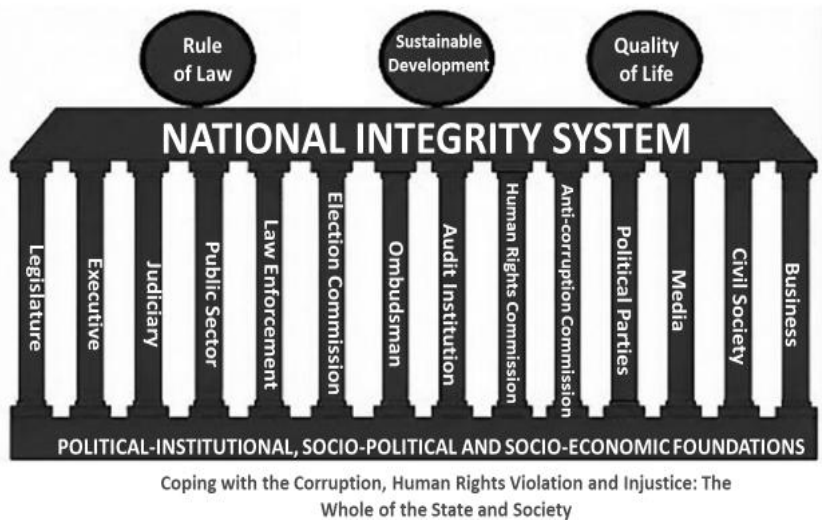 Rule
of Law
Sustainable
Development
Quality
of Life
NATIONAL INTEGRITY SYSTEM
Legislature
Executive
Judiciary
Public Sector
Law Enforcement
Election Commission
Ombudsman
Audit Institution
Human Rights Commission
Anti-corruption Commission
Political Parties
Media
Civil Society
Business
POLITICAL-INSTITUTIONAL, SOCIO-POLITICAL AND SOCIO-ECONOMIC FOUNDATIONS
Coping with the Corruption, Human Rights Violation and Injustice: The
Whole of the State and Society